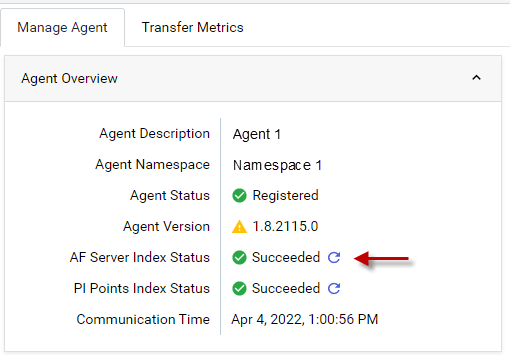 Manage Agent
Transfer Metrics
Agent Overview
Agent Description Agent 1
Agent Namespace Namespace 1
Agent Status Registered
Agent Version 1.8.2115.0
AF Server Index Status Succeeded
PI Points Index Status Succeeded
Communication Time Apr 4, 2022, 1:00:56 PM